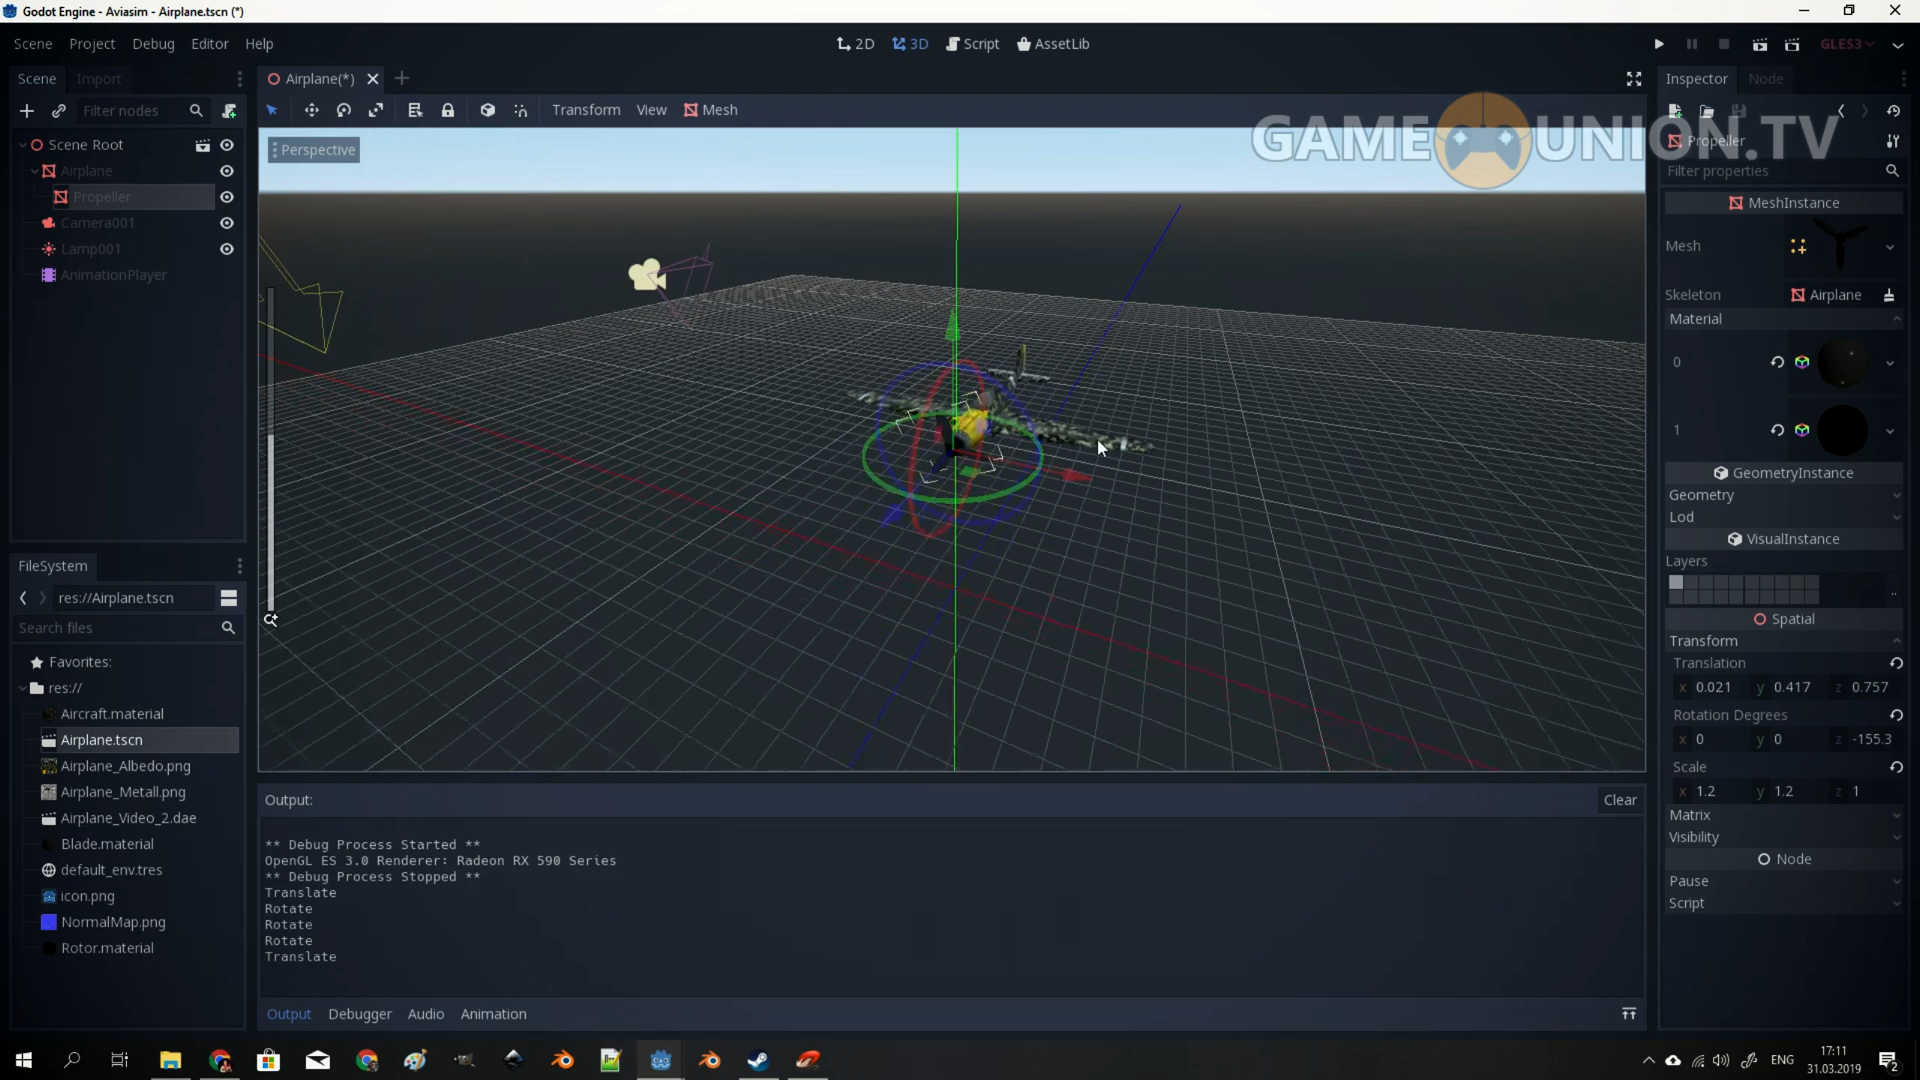 Godot Engine - Aviasim - Airplane.tscn (*)
Scene Project Debug Editor Help
2D 3D Script AssetLib
GLES3
Scene Import
Airplane(*)
Inspector Node
Filter nodes
Transform View Mesh
GAME UNION.TV
Propeller
Filter properties
Scene Root
Airplane
Propeller
Camera001
Lamp001
AnimationPlayer
Perspective
MeshInstance
Mesh
Skeleton Airplane
Material
0
1
GeometryInstance
Geometry
Lod
VisualInstance
Layers
..
Spatial
Transform
Translation
x 0.021 y 0.417 z 0.757
Rotation Degrees
x 0 y 0 z -155.3
Scale
x 1.2 y 1.2 z 1
Matrix
Visibility
Node
Pause
Script
FileSystem
res://Airplane.tscn
Search files
Favorites:
res://
Aircraft.material
Airplane.tscn
Airplane_Albedo.png
Airplane_Metall.png
Airplane_Video_2.dae
Blade.material
default_env.tres
icon.png
NormalMap.png
Rotor.material
Output:
Clear
** Debug Process Started **
OpenGL ES 3.0 Renderer: Radeon RX 590 Series
** Debug Process Stopped **
Translate
Rotate
Rotate
Rotate
Translate
Output Debugger Audio Animation
ENG
17:11
31.03.2019
2